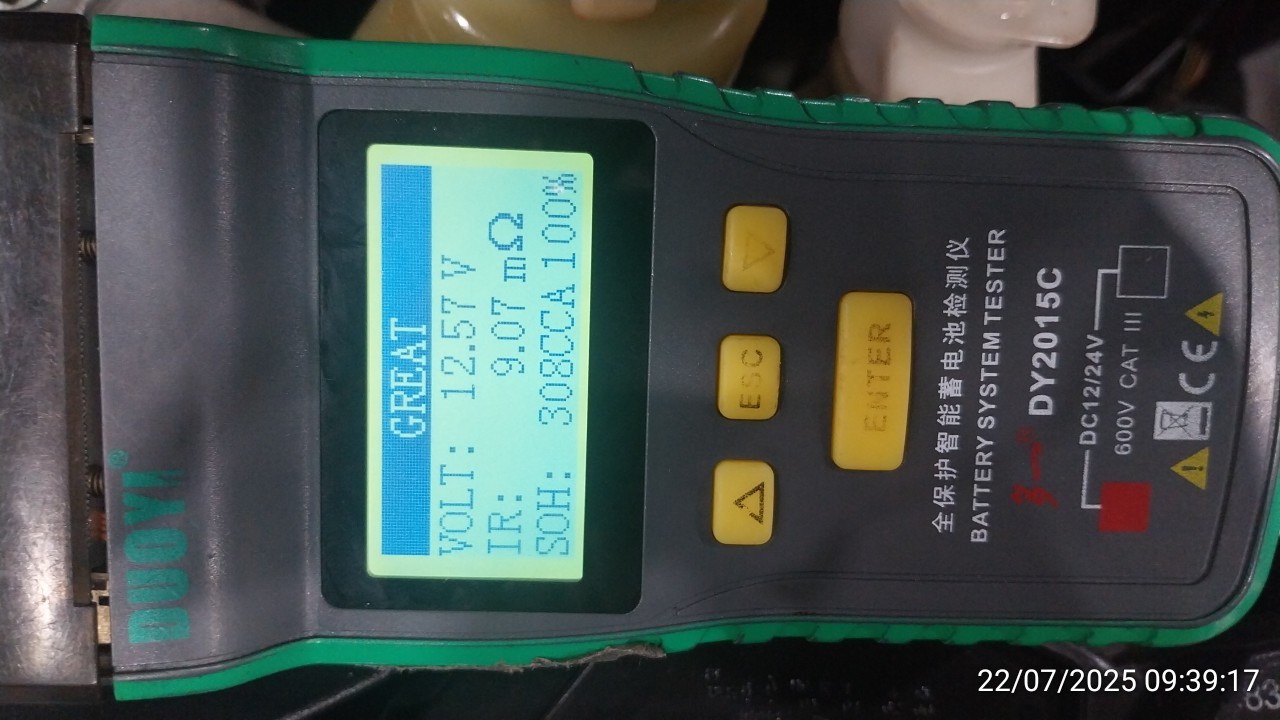 DUOYI®
GREAT
VOLT: 12.57 V
IR: 9.07 mΩ
SOH: 308CCA 100%
ESC
ENTER
全保护智能蓄电池检测仪
BATTERY SYSTEM TESTER
DY2015C
DC12/24V
600V CAT III
CE
22/07/2025 09:39:17
83